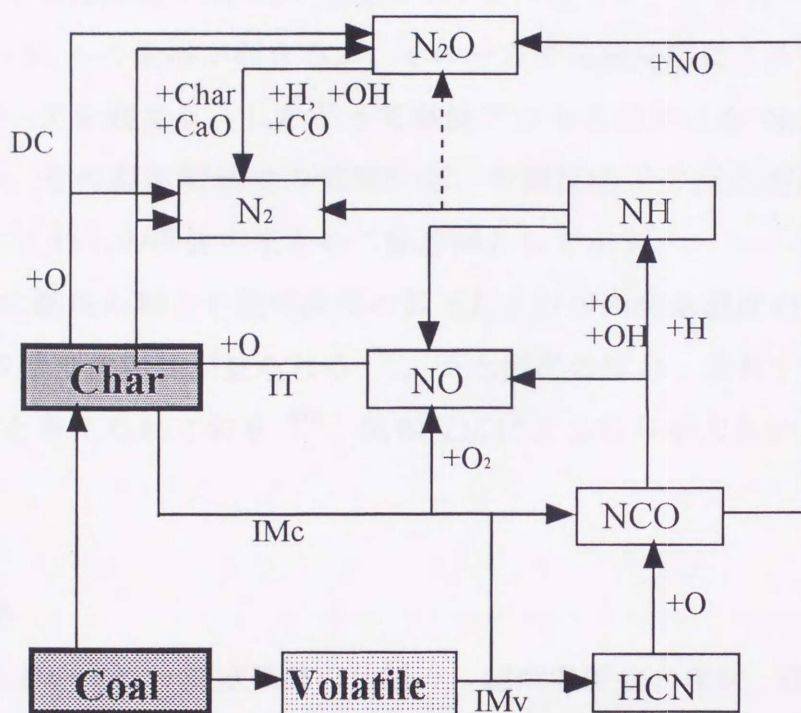 N₂O
+NO
+Char +H, +OH
+CaO +CO
DC
N₂
NH
+O
+O
+O
+OH
+H
Char
IT
NO
+O₂
IMc
NCO
+O
Coal
Volatile
IMv
HCN